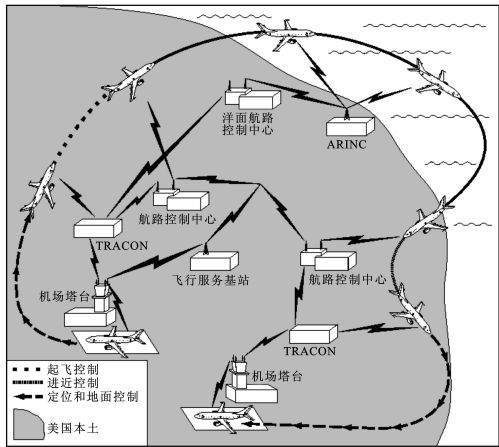 洋面航路
控制中心
ARINC
航路控制中心
TRACON
飞行服务基站
航路控制中心
机场塔台
TRACON
机场塔台
起飞控制
进近控制
定位和地面控制
美国本土